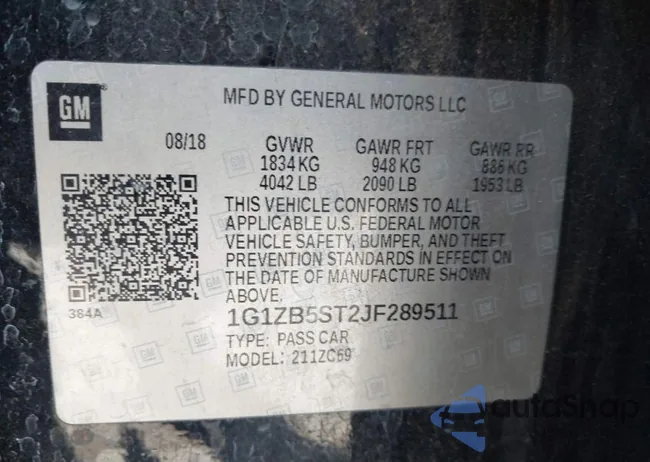 GM
MFD BY GENERAL MOTORS LLC
08/18 GVWR GAWR FRT GAWR RR
1834 KG 948 KG 886 KG
4042 LB 2090 LB 1953 LB
THIS VEHICLE CONFORMS TO ALL
APPLICABLE U.S. FEDERAL MOTOR
VEHICLE SAFETY, BUMPER, AND THEFT
PREVENTION STANDARDS IN EFFECT ON
THE DATE OF MANUFACTURE SHOWN ABOVE.
384A
1G1ZB5ST2JF289511
TYPE: PASS CAR
MODEL: 211ZC69
autoSnap